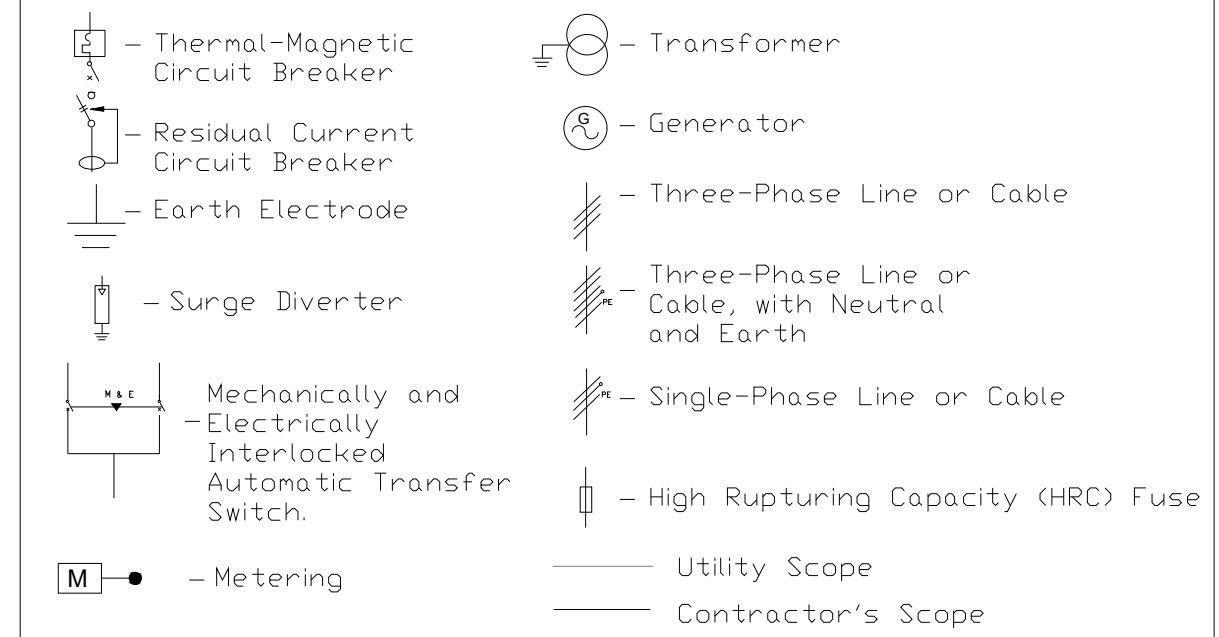 – Thermal-Magnetic
Circuit Breaker
– Residual Current
Circuit Breaker
– Earth Electrode
– Surge Diverter
M & E
Mechanically and
– Electrically
Interlocked
Automatic Transfer
Switch.
M
– Metering
– Transformer
G
– Generator
– Three-Phase Line or Cable
– Three-Phase Line or
Cable, with Neutral
and Earth
PE
– Single-Phase Line or Cable
PE
– High Rupturing Capacity (HRC) Fuse
Utility Scope
Contractor's Scope